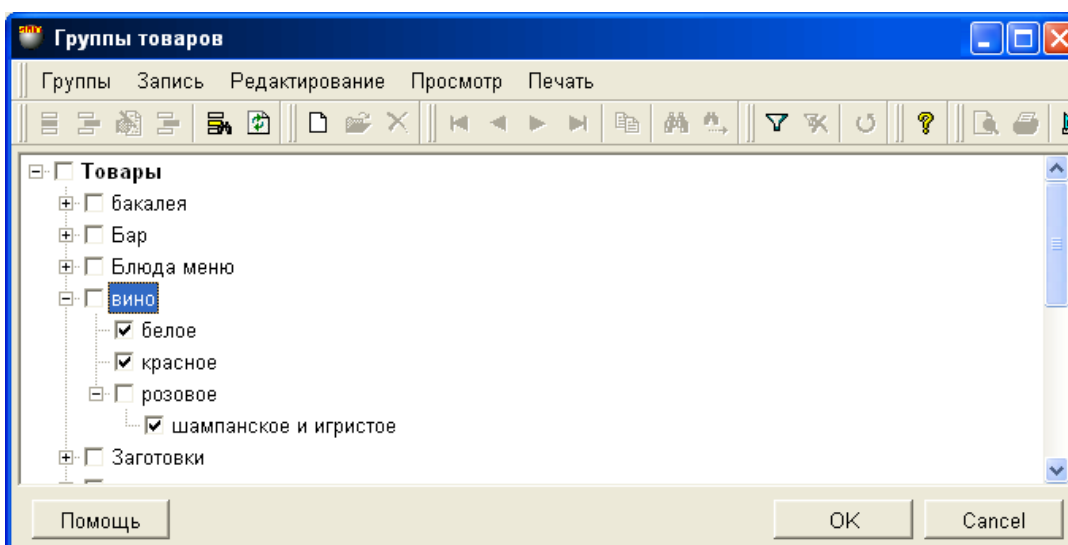 Группы товаров
Группы Запись Редактирование Просмотр Печать
Товары
бакалея
Бар
Блюда меню
вино
белое
красное
розовое
шампанское и игристое
Заготовки
Помощь OK Cancel